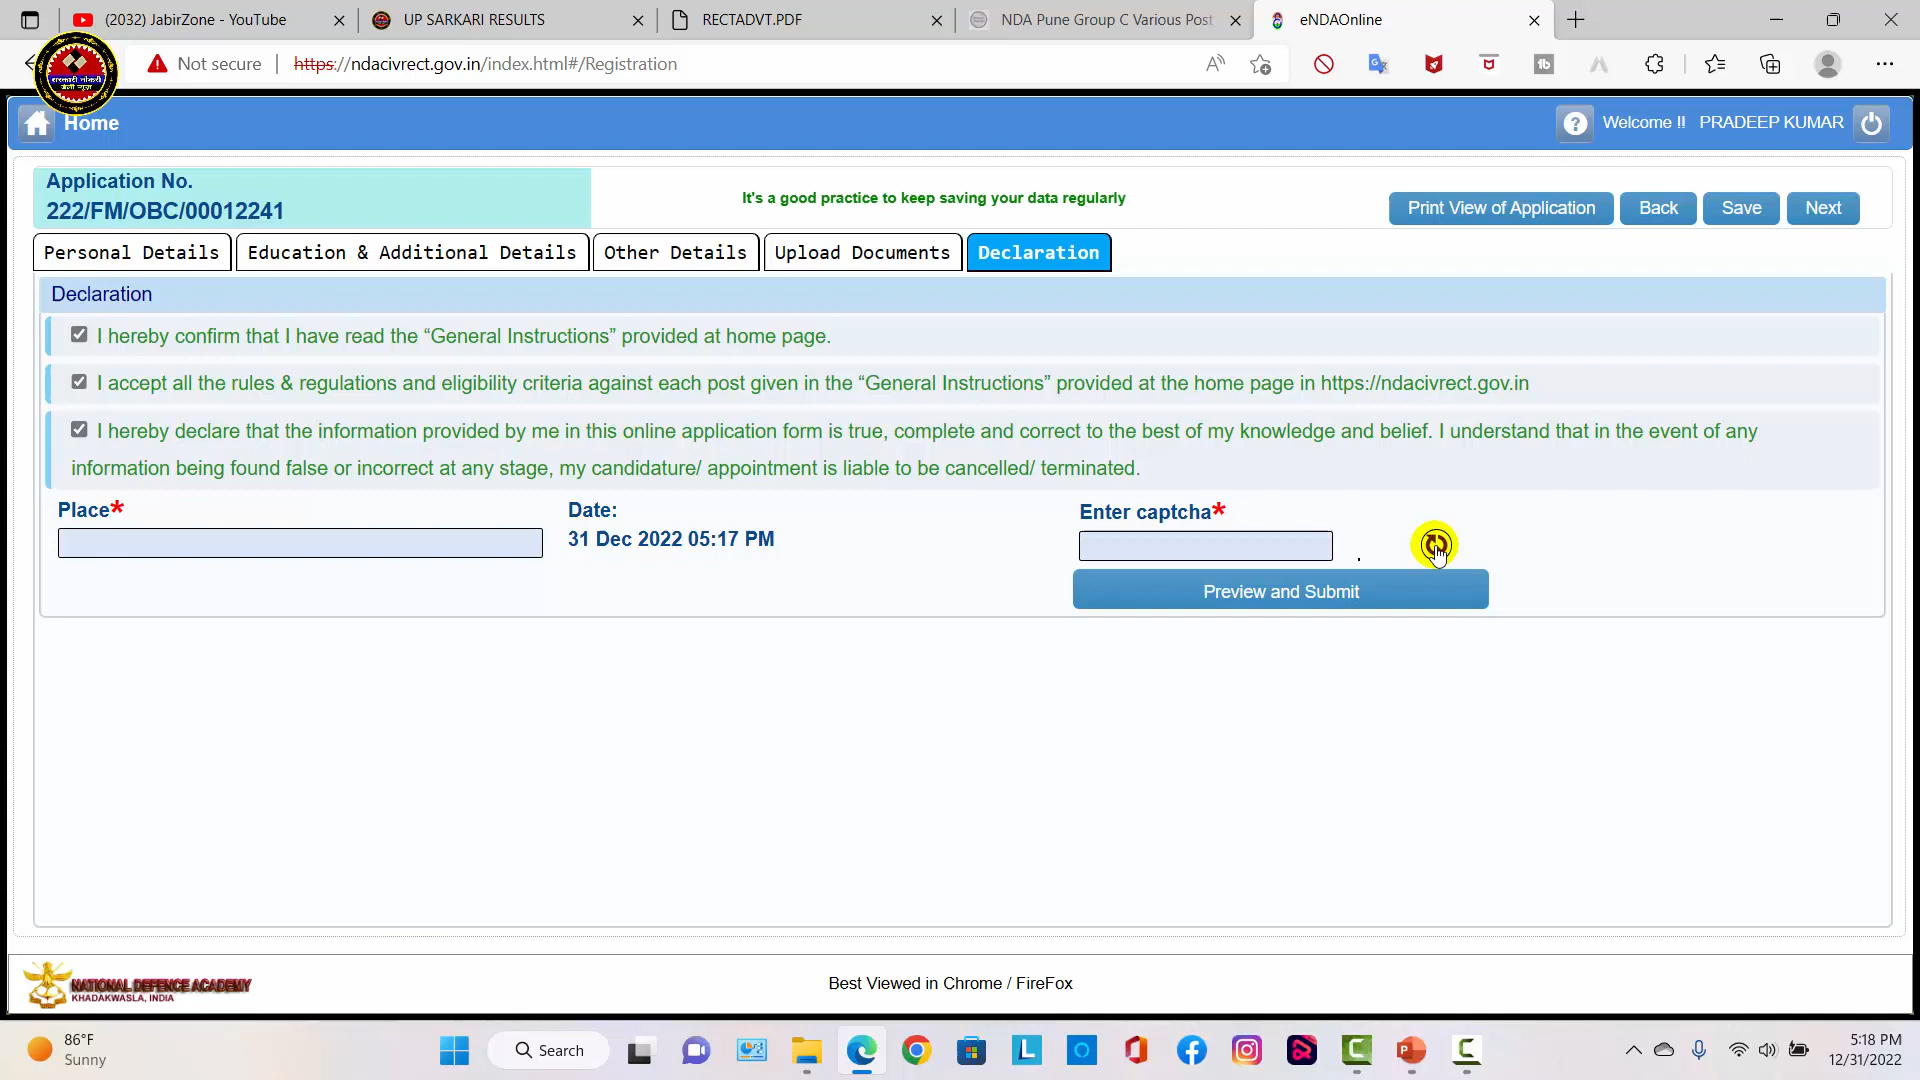 (2032) JabirZone - YouTube
UP SARKARI RESULTS
RECTADVT.PDF
NDA Pune Group C Various Post
eNDAOnline
Not secure
https://ndacivrect.gov.in/index.html#/Registration
Home
Welcome !! PRADEEP KUMAR
Application No.
222/FM/OBC/00012241
It's a good practice to keep saving your data regularly
Print View of Application
Back
Save
Next
Personal Details
Education & Additional Details
Other Details
Upload Documents
Declaration
Declaration
I hereby confirm that I have read the “General Instructions” provided at home page.
I accept all the rules & regulations and eligibility criteria against each post given in the “General Instructions” provided at the home page in https://ndacivrect.gov.in
I hereby declare that the information provided by me in this online application form is true, complete and correct to the best of my knowledge and belief. I understand that in the event of any
information being found false or incorrect at any stage, my candidature/ appointment is liable to be cancelled/ terminated.
Place*
Date:
31 Dec 2022 05:17 PM
Enter captcha*
Preview and Submit
NATIONAL DEFENCE ACADEMY
KHADAKWASLA, INDIA
Best Viewed in Chrome / FireFox
86°F
Sunny
Search
5:18 PM
12/31/2022